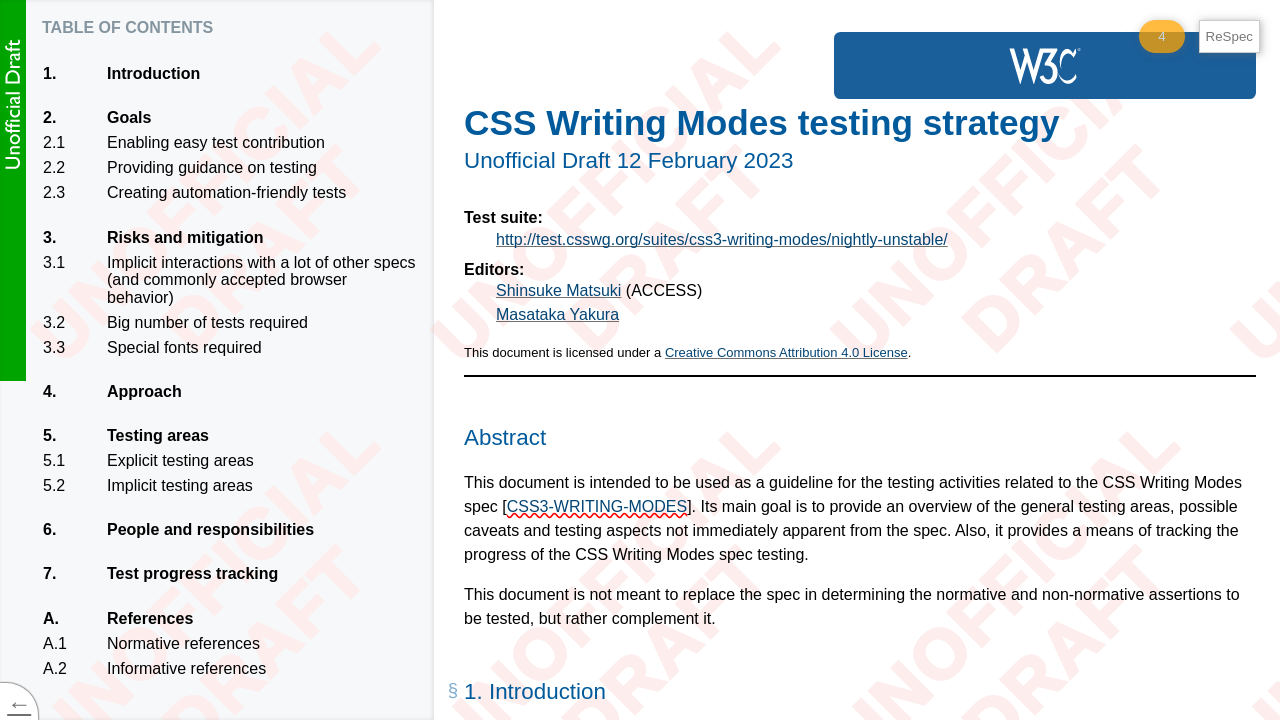 Unofficial Draft
TABLE OF CONTENTS
1. Introduction
2. Goals
2.1 Enabling easy test contribution
2.2 Providing guidance on testing
2.3 Creating automation-friendly tests
3. Risks and mitigation
3.1 Implicit interactions with a lot of other specs
(and commonly accepted browser
behavior)
3.2 Big number of tests required
3.3 Special fonts required
4. Approach
5. Testing areas
5.1 Explicit testing areas
5.2 Implicit testing areas
6. People and responsibilities
7. Test progress tracking
A. References
A.1 Normative references
A.2 Informative references
←
4
ReSpec
W3C®
CSS Writing Modes testing strategy
Unofficial Draft 12 February 2023
Test suite:
http://test.csswg.org/suites/css3-writing-modes/nightly-unstable/
Editors:
Shinsuke Matsuki (ACCESS)
Masataka Yakura
This document is licensed under a Creative Commons Attribution 4.0 License.
Abstract
This document is intended to be used as a guideline for the testing activities related to the CSS Writing Modes
spec [CSS3-WRITING-MODES]. Its main goal is to provide an overview of the general testing areas, possible
caveats and testing aspects not immediately apparent from the spec. Also, it provides a means of tracking the
progress of the CSS Writing Modes spec testing.
This document is not meant to replace the spec in determining the normative and non-normative assertions to
be tested, but rather complement it.
§ 1. Introduction
UNOFFICIAL
DRAFT
UNOFFICIAL
DRAFT
UNOFFICIAL
DRAFT
UNOFFICIAL
DRAFT
UNOFFICIAL
DRAFT
UNOFFICIAL
DRAFT